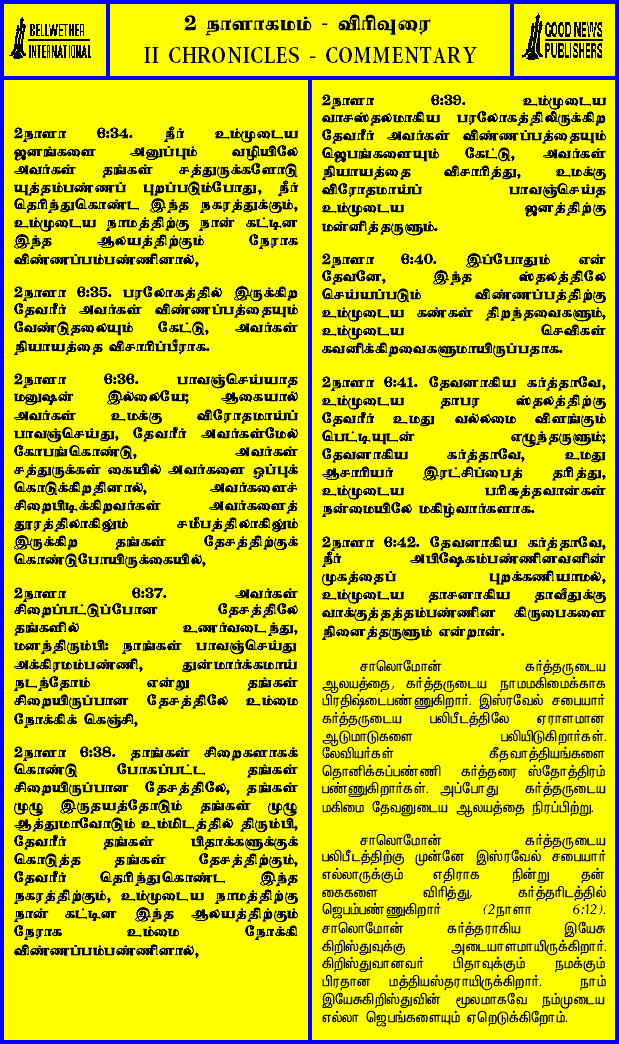 BELLWETHER
INTERNATIONAL
2 நாளாகமம் - விரிவுரை
II CHRONICLES - COMMENTARY
GOOD NEWS
PUBLISHERS
2நாளா 6:34. நீர் உம்முடைய
ஜனங்களை அனுப்பும் வழியிலே
அவர்கள் தங்கள் சத்துருக்களோடு
யுத்தம்பண்ணப் புறப்படும்போது, நீர்
தெரிந்துகொண்ட இந்த நகரத்துக்கும்,
உம்முடைய நாமத்திற்கு நான் கட்டின
இந்த ஆலயத்திற்கும் நேராக
விண்ணப்பம்பண்ணினால்,
2நாளா 6:35. பரலோகத்தில் இருக்கிற
தேவரீர் அவர்கள் விண்ணப்பத்தையும்
வேண்டுதலையும் கேட்டு, அவர்கள்
நியாயத்தை விசாரிப்பீராக.
2நாளா 6:36. பாவஞ்செய்யாத
மனுஷன் இல்லையே; ஆகையால்
அவர்கள் உமக்கு விரோதமாய்ப்
பாவஞ்செய்து, தேவரீர் அவர்கள்மேல்
கோபங்கொண்டு, அவர்கள்
சத்துருக்கள் கையில் அவர்களை ஒப்புக்
கொடுக்கிறதினால், அவர்களைச்
சிறைபிடிக்கிறவர்கள் அவர்களைத்
தூரத்திலாகிலும் சமீபத்திலாகிலும்
இருக்கிற தங்கள் தேசத்திற்குக்
கொண்டுபோயிருக்கையில்,
2நாளா 6:37. அவர்கள்
சிறைப்பட்டுப்போன தேசத்திலே
தங்களில் உணர்வடைந்து,
மனந்திரும்பி: நாங்கள் பாவஞ்செய்து
அக்கிரமம்பண்ணி, துன்மார்க்கமாய்
நடந்தோம் என்று தங்கள்
சிறையிருப்பான தேசத்திலே உம்மை
நோக்கிக் கெஞ்சி,
2நாளா 6:38. தாங்கள் சிறைகளாகக்
கொண்டு போகப்பட்ட தங்கள்
சிறையிருப்பான தேசத்திலே, தங்கள்
முழு இருதயத்தோடும் தங்கள் முழு
ஆத்துமாவோடும் உம்மிடத்தில் திரும்பி,
தேவரீர் தங்கள் பிதாக்களுக்குக்
கொடுத்த தங்கள் தேசத்திற்கும்,
தேவரீர் தெரிந்துகொண்ட இந்த
நகரத்திற்கும், உம்முடைய நாமத்திற்கு
நான் கட்டின இந்த ஆலயத்திற்கும்
நேராக உம்மை நோக்கி
விண்ணப்பம்பண்ணினால்,
2நாளா 6:39. உம்முடைய
வாசஸ்தலமாகிய பரலோகத்திலிருக்கிற
தேவரீர் அவர்கள் விண்ணப்பத்தையும்
ஜெபங்களையும் கேட்டு, அவர்கள்
நியாயத்தை விசாரித்து, உமக்கு
விரோதமாய்ப் பாவஞ்செய்த
உம்முடைய ஜனத்திற்கு
மன்னித்தருளும்.
2நாளா 6:40. இப்போதும் என்
தேவனே, இந்த ஸ்தலத்திலே
செய்யப்படும் விண்ணப்பத்திற்கு
உம்முடைய கண்கள் திறந்தவைகளும்,
உம்முடைய செவிகள்
கவனிக்கிறவைகளுமாயிருப்பதாக.
2நாளா 6:41. தேவனாகிய கர்த்தாவே,
உம்முடைய தாபர ஸ்தலத்திற்கு
தேவரீர் உமது வல்லமை விளங்கும்
பெட்டியுடன் எழுந்தருளும்;
தேவனாகிய கர்த்தாவே, உமது
ஆசாரியர் இரட்சிப்பைத் தரித்து,
உம்முடைய பரிசுத்தவான்கள்
நன்மையிலே மகிழ்வார்களாக.
2நாளா 6:42. தேவனாகிய கர்த்தாவே,
நீர் அபிஷேகம்பண்ணினவனின்
முகத்தைப் புறக்கணியாமல்,
உம்முடைய தாசனாகிய தாவீதுக்கு
வாக்குத்தத்தம்பண்ணின கிருபைகளை
நினைத்தருளும் என்றான்.
சாலொமோன் கர்த்தருடைய
ஆலயத்தை, கர்த்தருடைய நாமமகிமைக்காக
பிரதிஷ்டைபண்ணுகிறார். இஸ்ரவேல் சபையார்
கர்த்தருடைய பலிபீடத்திலே ஏராளமான
ஆடுமாடுகளை பலியிடுகிறார்கள்.
லேவியர்கள் கீதவாத்தியங்களை
தொனிக்கப்பண்ணி கர்த்தரை ஸ்தோத்திரம்
பண்ணுகிறார்கள். அப்போது கர்த்தருடைய
மகிமை தேவனுடைய ஆலயத்தை நிரப்பிற்று.
சாலொமோன் கர்த்தருடைய
பலிபீடத்திற்கு முன்னே இஸ்ரவேல் சபையார்
எல்லாருக்கும் எதிராக நின்று தன்
கைகளை விரித்து, கர்த்தரிடத்தில்
ஜெபம்பண்ணுகிறார் (2நாளா 6:12).
சாலொமோன் கர்த்தராகிய இயேசு
கிறிஸ்துவுக்கு அடையாளமாயிருக்கிறார்.
கிறிஸ்துவானவர் பிதாவுக்கும் நமக்கும்
பிரதான மத்தியஸ்தராயிருக்கிறார். நாம்
இயேசுகிறிஸ்துவின் மூலமாகவே நம்முடைய
எல்லா ஜெபங்களையும் ஏறெடுக்கிறோம்.